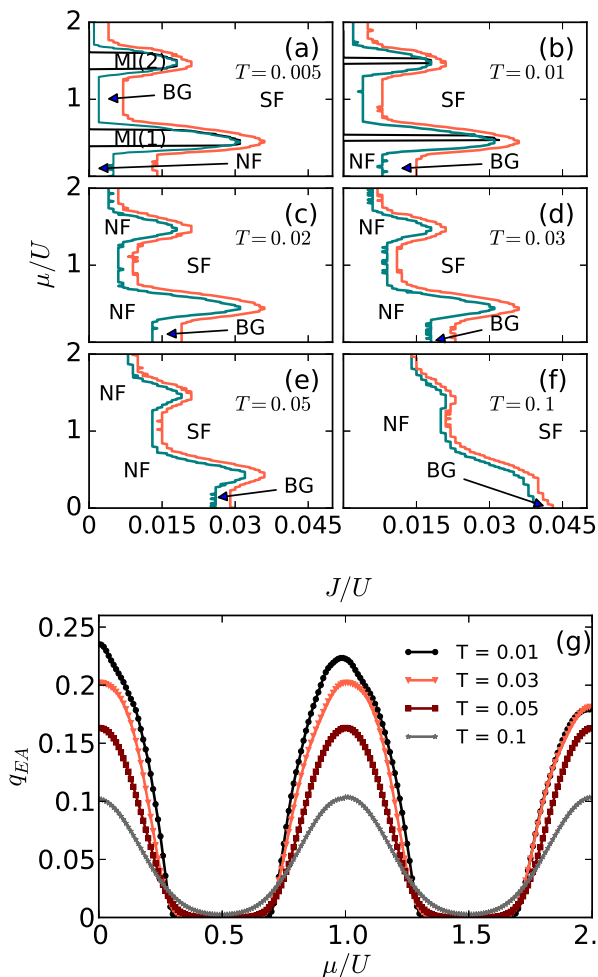 2
(a)
(b)
MI(2)
T = 0.005
T = 0.01
BG
SF
1
MI(1)
NF
NF
BG
0
2
(c)
(d)
NF
NF
T = 0.02
T = 0.03
μ/U
1
SF
SF
NF
NF
BG
BG
0
2
(e)
(f)
NF
T = 0.05
T = 0.1
1
SF
NF
SF
NF
BG
BG
0
0 0.015 0.03 0.045 0.015 0.03 0.045
J/U
0.25
(g)
T = 0.01
T = 0.03
T = 0.05
T = 0.1
0.2
0.15
q_EA
0.1
0.05
0
0 0.5 1.0 1.5 2.
μ/U